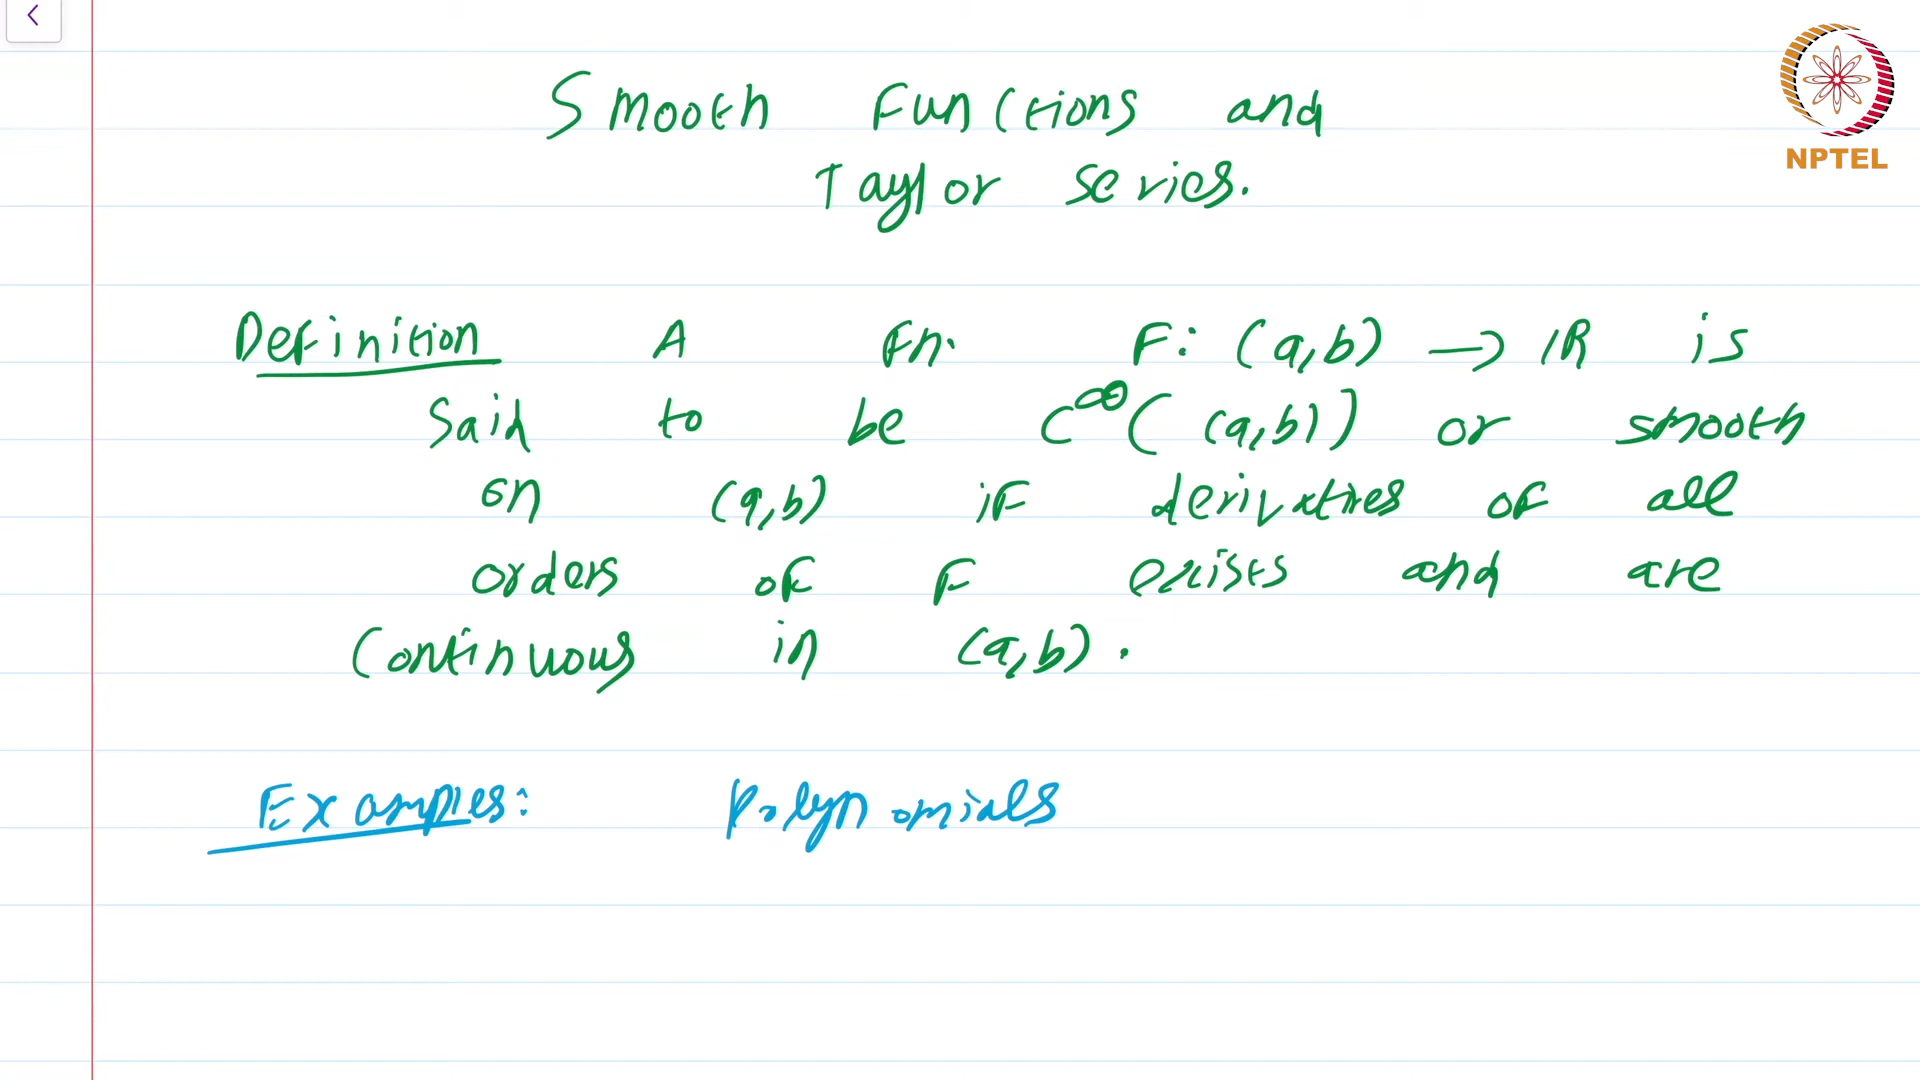 Smooth Functions and
Taylor series.
NPTEL
Definition A Fn. F: (a,b) → ℝ is
said to be C^∞((a,b)) or smooth
on (a,b) if derivatives of all
orders of F exists and are
continuous in (a,b).
Examples: Polynomials